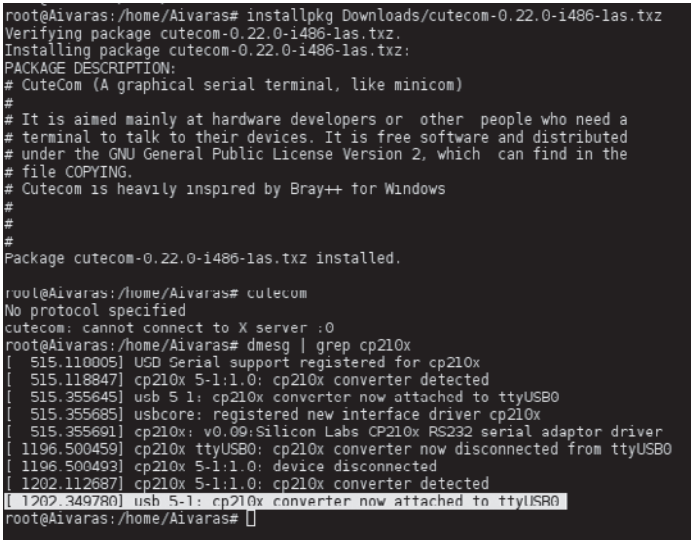 root@Aivaras:/home/Aivaras# installpkg Downloads/cutecom-0.22.0-i486-1as.txz
Verifying package cutecom-0.22.0-i486-1as.txz.
Installing package cutecom-0.22.0-i486-1as.txz:
PACKAGE DESCRIPTION:
# CuteCom (A graphical serial terminal, like minicom)
#
# It is aimed mainly at hardware developers or  other  people who need a
# terminal to talk to their devices. It is free software and distributed
# under the GNU General Public License Version 2, which  can find in the
# file COPYING.
# Cutecom is heavily inspired by Bray++ for Windows
#
#
#
Package cutecom-0.22.0-i486-1as.txz installed.
root@Aivaras:/home/Aivaras# cutecom
No protocol specified
cutecom: cannot connect to X server :0
root@Aivaras:/home/Aivaras# dmesg | grep cp210x
[  515.118805] USB Serial support registered for cp210x
[  515.118847] cp210x 5-1:1.0: cp210x converter detected
[  515.355645] usb 5-1: cp210x converter now attached to ttyUSB0
[  515.355685] usbcore: registered new interface driver cp210x
[  515.355691] cp210x: v0.09:Silicon Labs CP210x RS232 serial adaptor driver
[ 1196.500459] cp210x ttyUSB0: cp210x converter now disconnected from ttyUSB0
[ 1196.500493] cp210x 5-1:1.0: device disconnected
[ 1202.112687] cp210x 5-1:1.0: cp210x converter detected
[ 1202.349780] usb 5-1: cp210x converter now attached to ttyUSB0
root@Aivaras:/home/Aivaras#